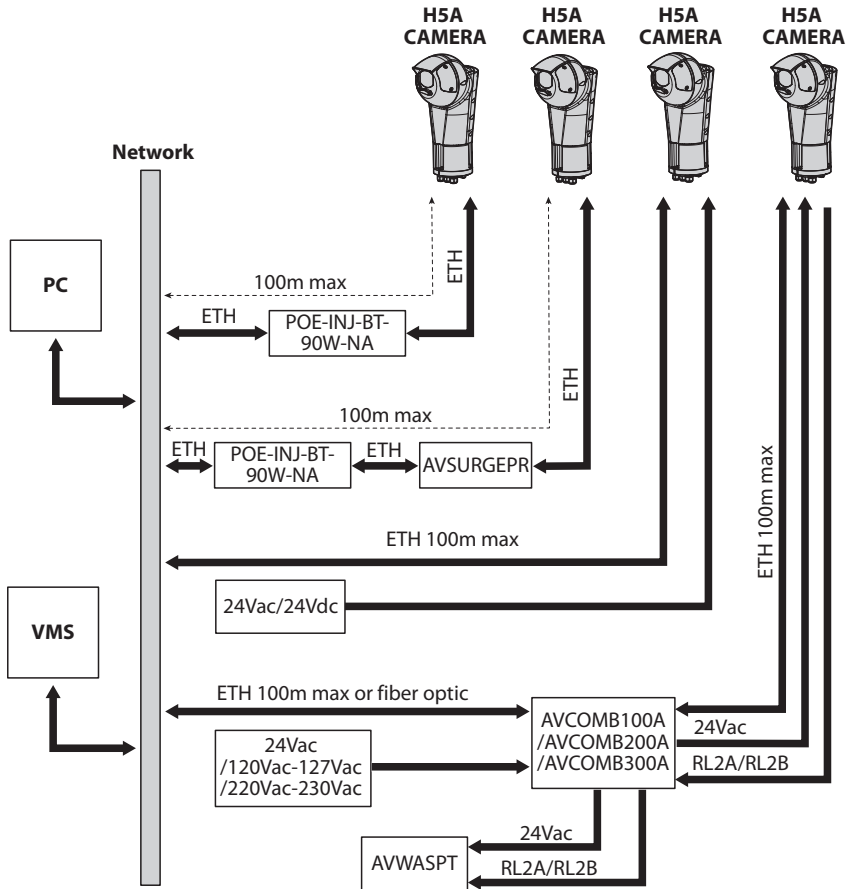 H5A
CAMERA
H5A
CAMERA
H5A
CAMERA
H5A
CAMERA
Network
PC
100m max
ETH
ETH
POE-INJ-BT-
90W-NA
100m max
ETH
ETH
POE-INJ-BT-
90W-NA
ETH
AVSURGEPR
ETH 100m max
ETH 100m max
24Vac/24Vdc
VMS
ETH 100m max or fiber optic
AVCOMB100A
/AVCOMB200A
/AVCOMB300A
24Vac
RL2A/RL2B
24Vac
/120Vac-127Vac
/220Vac-230Vac
24Vac
RL2A/RL2B
AVWASPT